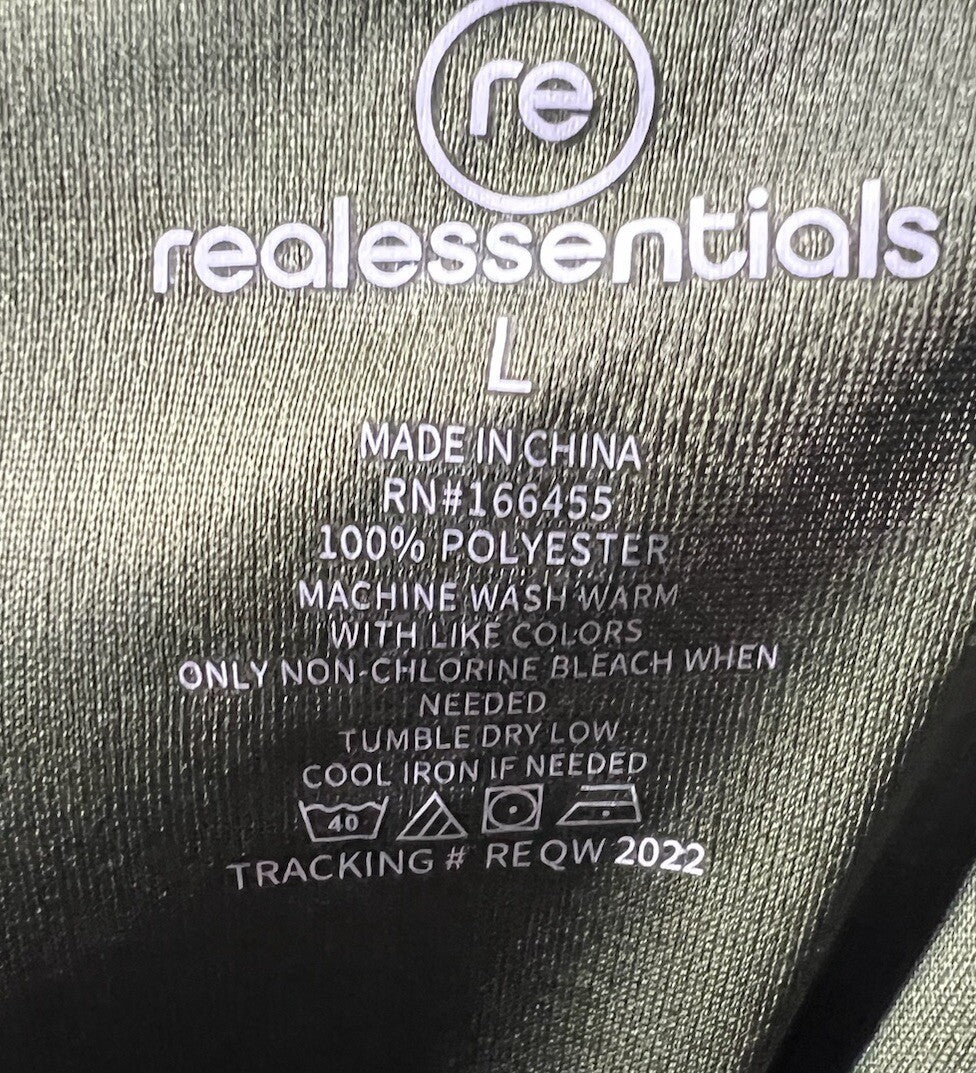 re
realessentials
L
MADE IN CHINA
RN#166455
100% POLYESTER
MACHINE WASH WARM
WITH LIKE COLORS
ONLY NON-CHLORINE BLEACH WHEN
NEEDED
TUMBLE DRY LOW
COOL IRON IF NEEDED
40
TRACKING # REQW 2022